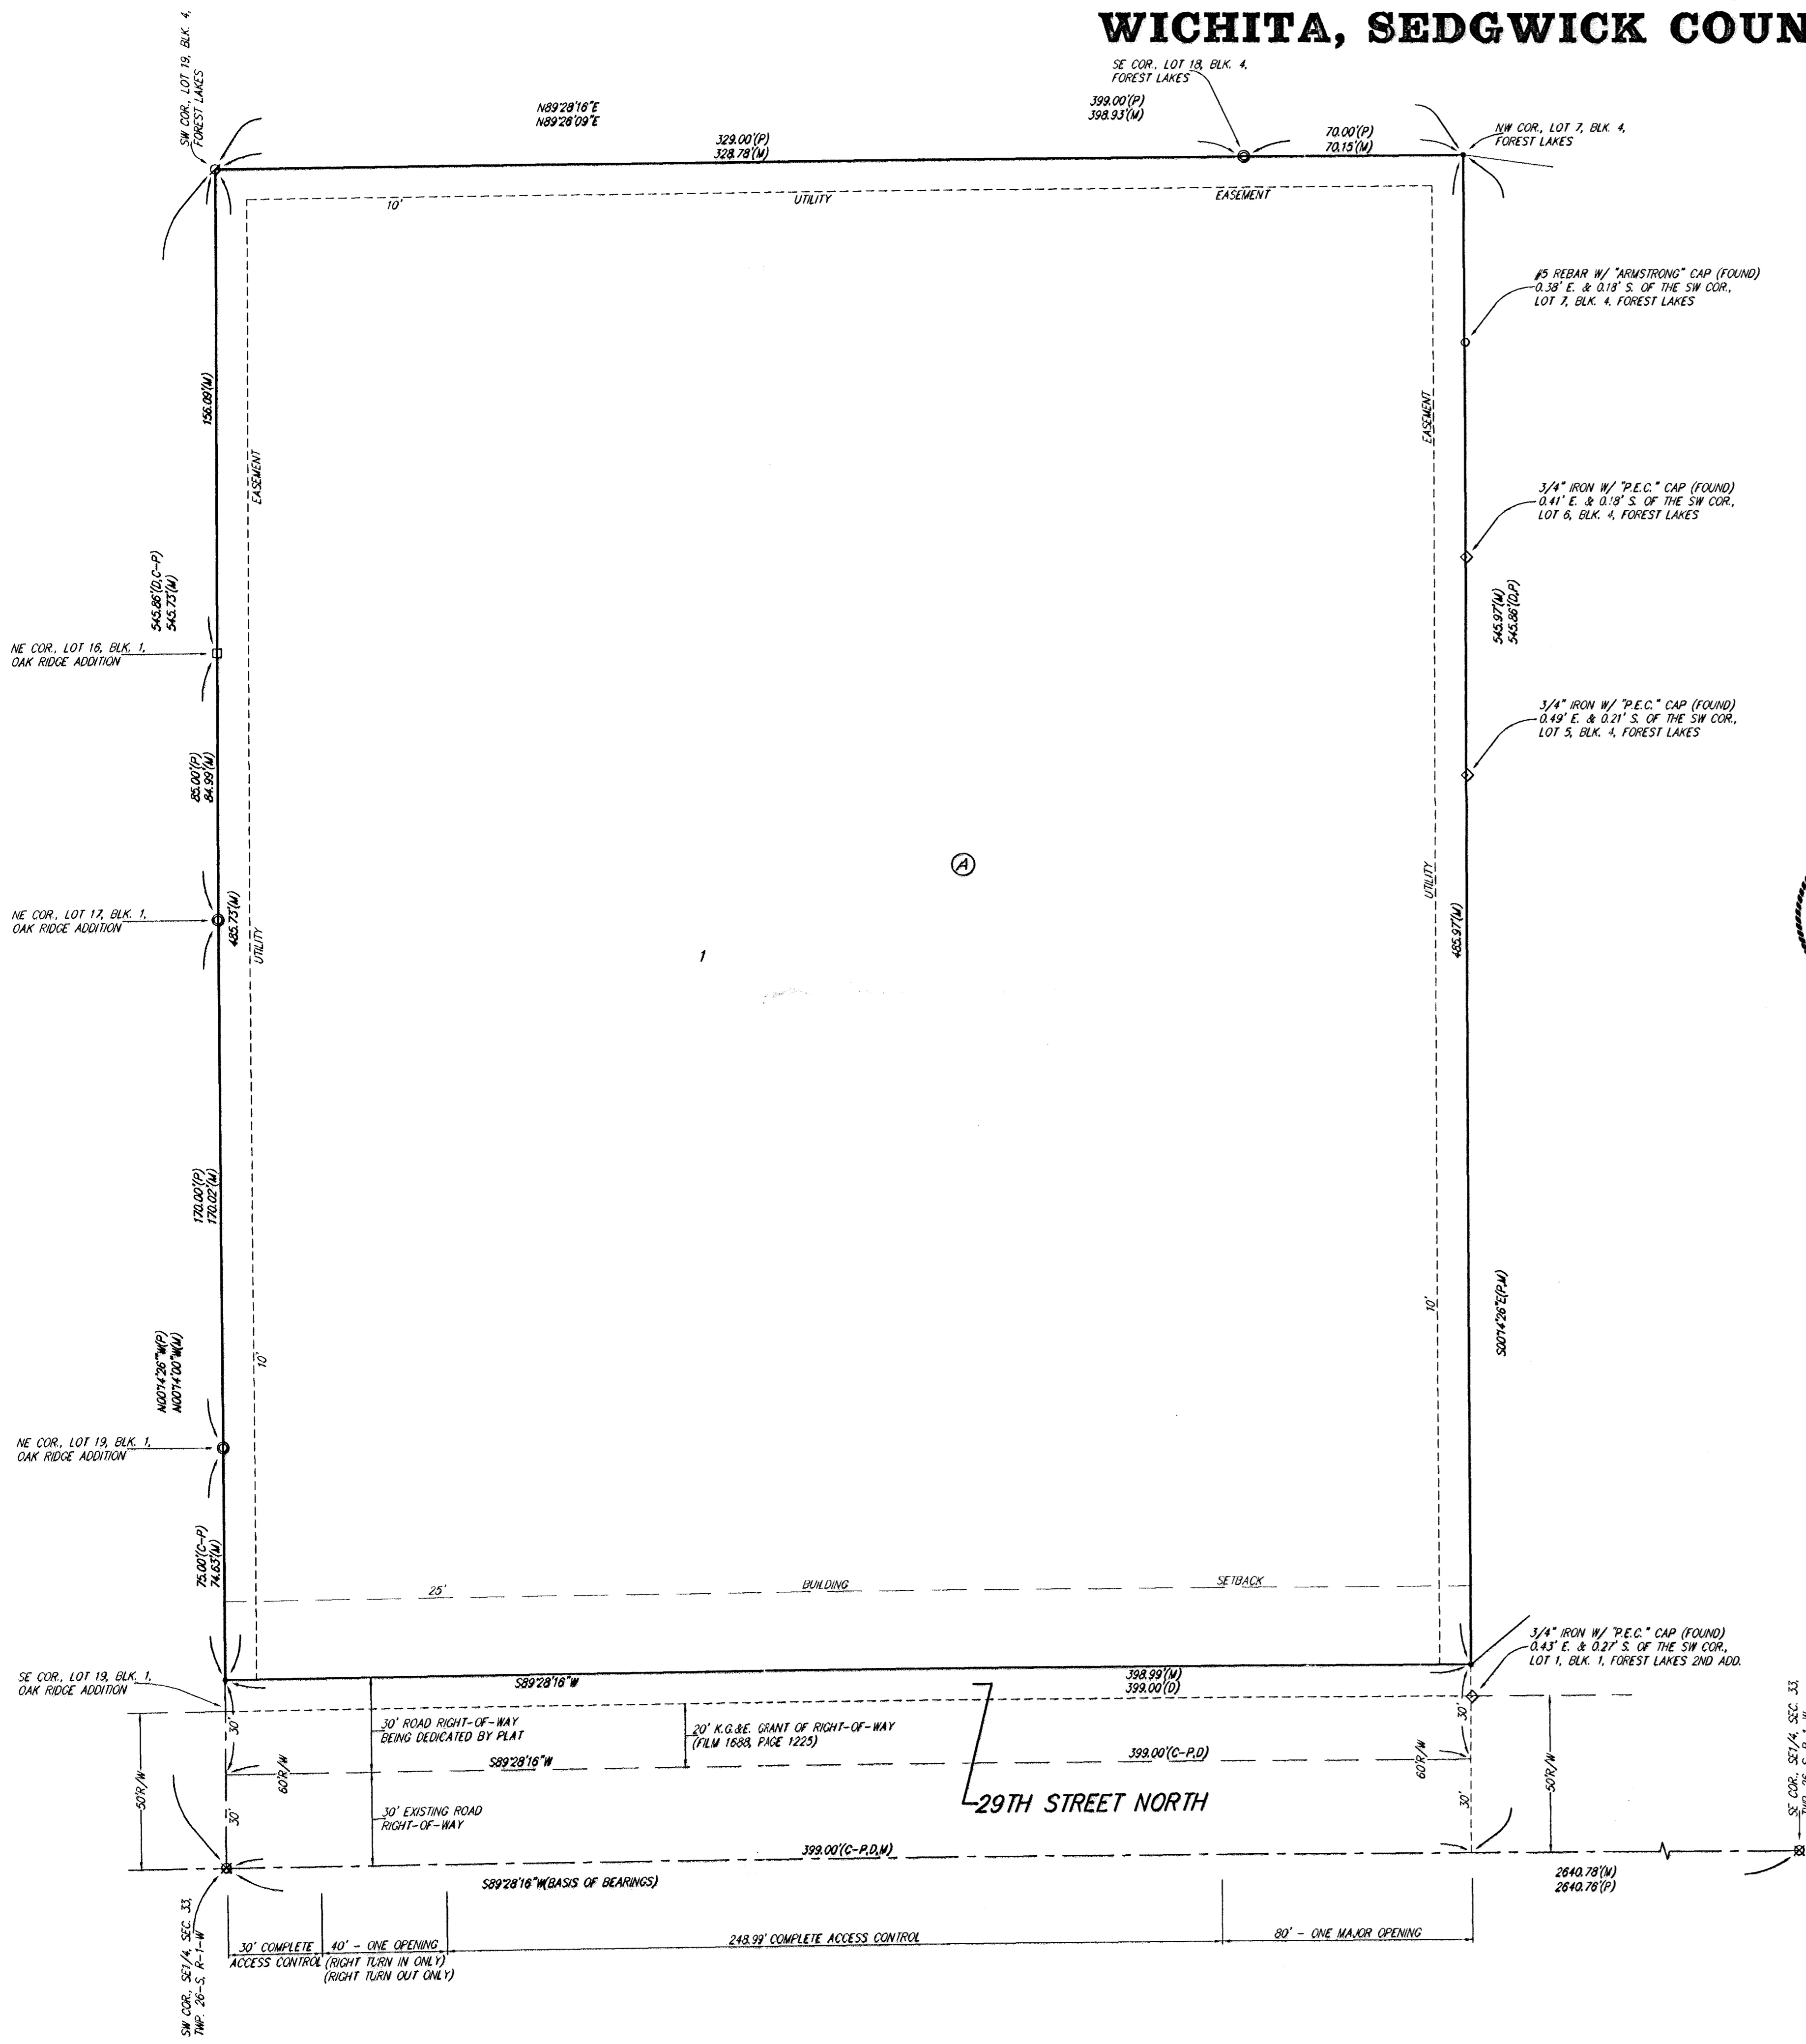 WICHITA, SEDGWICK COUN
SW COR., LOT 19, BLK. 4,
FOREST LAKES
SE COR., LOT 18, BLK. 4,
FOREST LAKES
N89°28'16"E
N89°26'09"E
399.00'(P)
398.93'(M)
329.00'(P)
328.78'(M)
70.00'(P)
70.15'(M)
NW COR., LOT 7, BLK. 4,
FOREST LAKES
10'
UTILITY
EASEMENT
#5 REBAR W/ "ARMSTRONG" CAP (FOUND)
0.38' E. & 0.18' S. OF THE SW COR.,
LOT 7, BLK. 4, FOREST LAKES
156.09'(M)
EASEMENT
EASEMENT
3/4" IRON W/ "P.E.C." CAP (FOUND)
0.41' E. & 0.18' S. OF THE SW COR.,
LOT 6, BLK. 4, FOREST LAKES
545.86'(D,C-P)
545.73'(M)
545.97'(M)
545.86'(D,P)
NE COR., LOT 16, BLK. 1,
OAK RIDGE ADDITION
3/4" IRON W/ "P.E.C." CAP (FOUND)
0.49' E. & 0.21' S. OF THE SW COR.,
LOT 5, BLK. 4, FOREST LAKES
85.00'(P)
84.99'(M)
A
UTILITY
NE COR., LOT 17, BLK. 1,
OAK RIDGE ADDITION
485.73'(M)
UTILITY
485.97'(M)
1
170.00'(P)
170.02'(M)
10'
S00°14'26"E(P,M)
N00°14'26"W(P)
N00°14'00"W(M)
10'
NE COR., LOT 19, BLK. 1,
OAK RIDGE ADDITION
75.00'(C-P)
74.63'(M)
25'
BUILDING
SETBACK
3/4" IRON W/ "P.E.C." CAP (FOUND)
0.43' E. & 0.27' S. OF THE SW COR.,
LOT 1, BLK. 1, FOREST LAKES 2ND ADD.
SE COR., LOT 19, BLK. 1,
OAK RIDGE ADDITION
S89°28'16"W
398.99'(M)
399.00'(D)
30'
30' ROAD RIGHT-OF-WAY
BEING DEDICATED BY PLAT
20' K.G.&E. GRANT OF RIGHT-OF-WAY
(FILM 1688, PAGE 1225)
30'
S89°28'16"W
399.00'(C-P,D)
50'R/W
60'R/W
60'R/W
50'R/W
30'
30' EXISTING ROAD
RIGHT-OF-WAY
29TH STREET NORTH
30'
399.00'(C-P,D,M)
S89°28'16"W(BASIS OF BEARINGS)
2640.78'(M)
2640.76'(P)
SE COR., SE1/4, SEC. 33,
SW COR., SE1/4, SEC. 33,
TWP. 26-S, R-1-W
30' COMPLETE
ACCESS CONTROL
40' - ONE OPENING
(RIGHT TURN IN ONLY)
(RIGHT TURN OUT ONLY)
248.99' COMPLETE ACCESS CONTROL
80' - ONE MAJOR OPENING